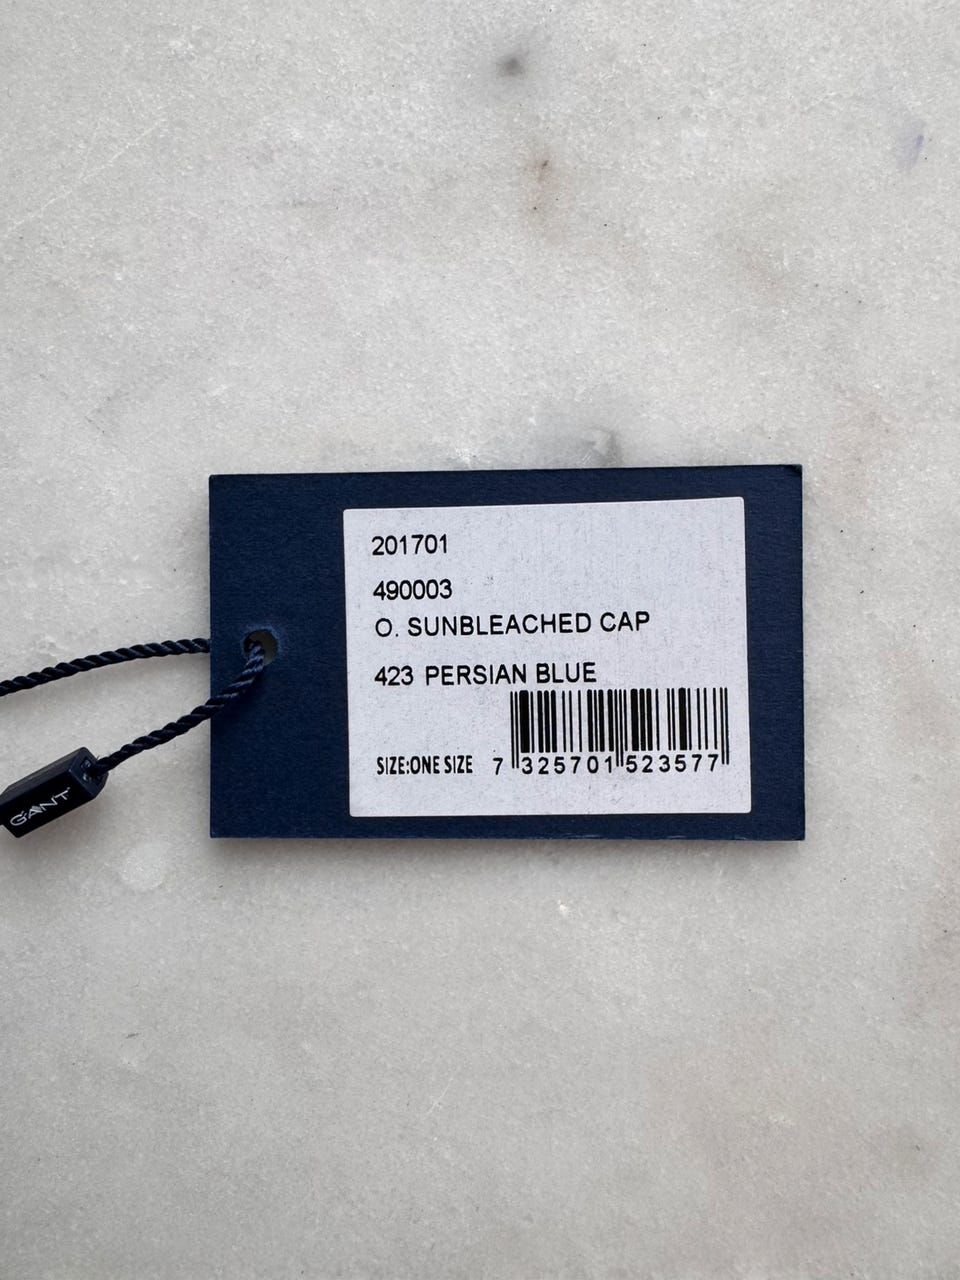 201701
490003
O. SUNBLEACHED CAP
423 PERSIAN BLUE
SIZE:ONE SIZE 7 325701 523577
GANT